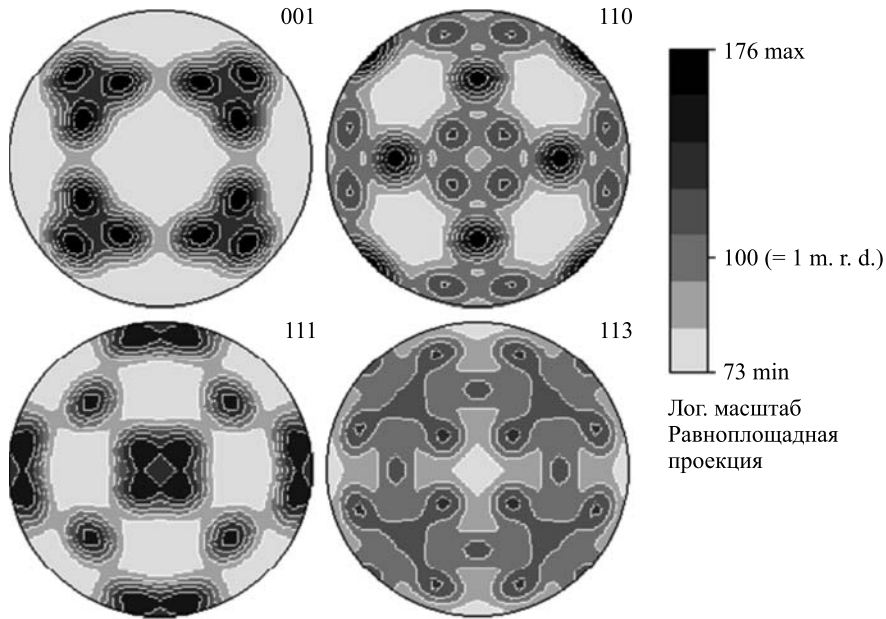 001
110
176 max
100 (= 1 m. r. d.)
111
113
73 min
Лог. масштаб
Равноплощадная
проекция